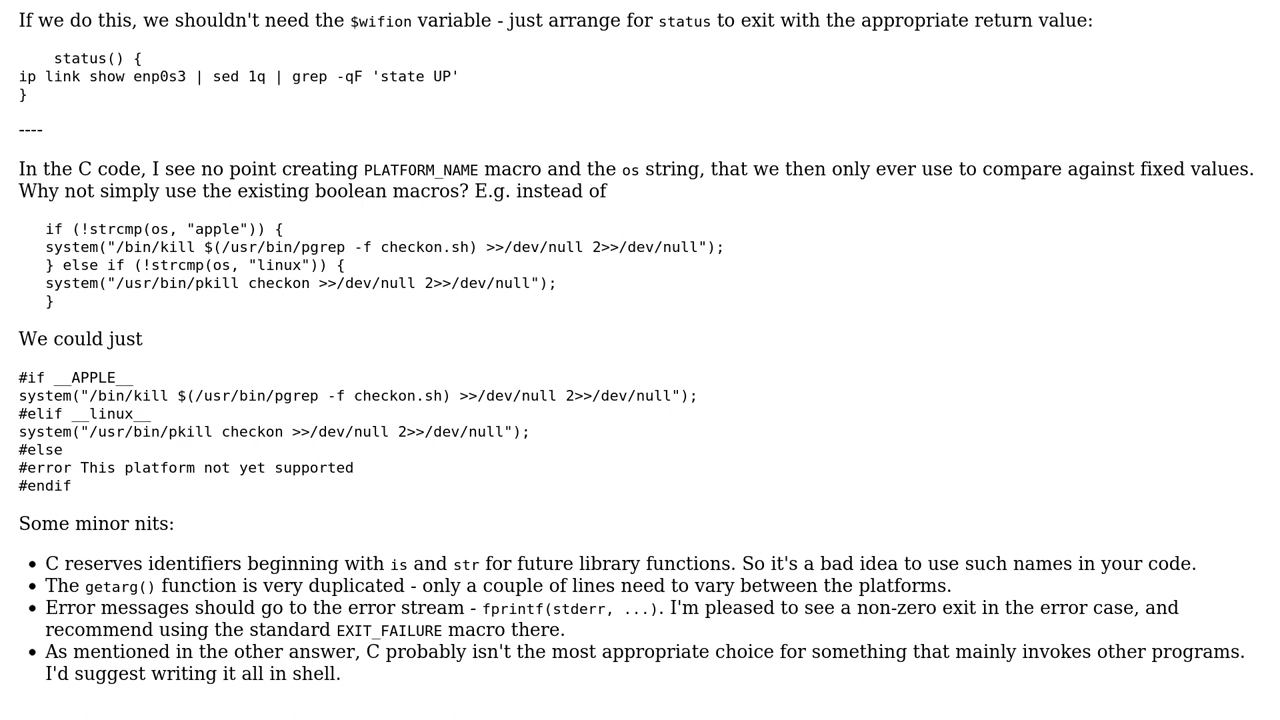 If we do this, we shouldn't need the $wifion variable - just arrange for status to exit with the appropriate return value:
    status() {
ip link show enp0s3 | sed 1q | grep -qF 'state UP'
}
----
In the C code, I see no point creating PLATFORM_NAME macro and the os string, that we then only ever use to compare against fixed values.
Why not simply use the existing boolean macros? E.g. instead of
   if (!strcmp(os, "apple")) {
   system("/bin/kill $(/usr/bin/pgrep -f checkon.sh) >>/dev/null 2>>/dev/null");
   } else if (!strcmp(os, "linux")) {
   system("/usr/bin/pkill checkon >>/dev/null 2>>/dev/null");
   }
We could just
#if __APPLE__
system("/bin/kill $(/usr/bin/pgrep -f checkon.sh) >>/dev/null 2>>/dev/null");
#elif __linux__
system("/usr/bin/pkill checkon >>/dev/null 2>>/dev/null");
#else
#error This platform not yet supported
#endif
Some minor nits:
• C reserves identifiers beginning with is and str for future library functions. So it's a bad idea to use such names in your code.
• The getarg() function is very duplicated - only a couple of lines need to vary between the platforms.
• Error messages should go to the error stream - fprintf(stderr, ...). I'm pleased to see a non-zero exit in the error case, and
recommend using the standard EXIT_FAILURE macro there.
• As mentioned in the other answer, C probably isn't the most appropriate choice for something that mainly invokes other programs.
I'd suggest writing it all in shell.